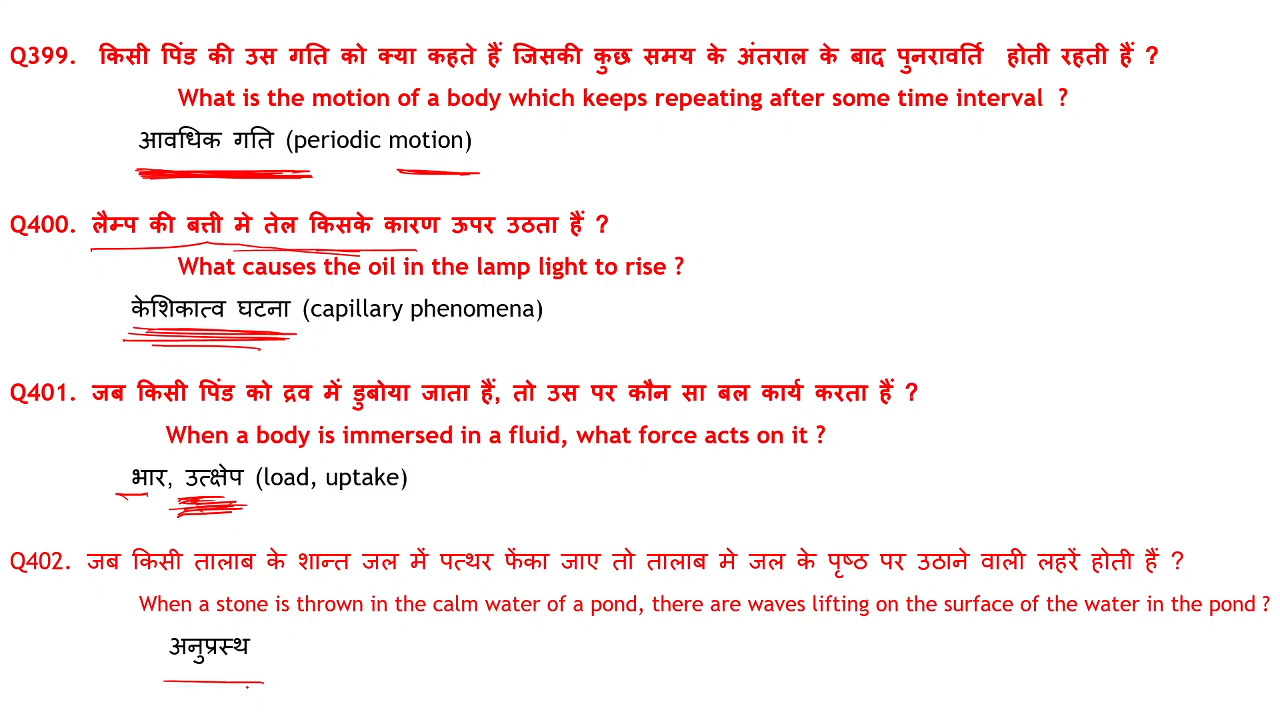 Q399. किसी पिंड की उस गति को क्या कहते हैं जिसकी कुछ समय के अंतराल के बाद पुनरावर्ति होती रहती हैं ?
What is the motion of a body which keeps repeating after some time interval ?
आवधिक गति (periodic motion)
Q400. लैम्प की बत्ती मे तेल किसके कारण ऊपर उठता हैं ?
What causes the oil in the lamp light to rise ?
केशिकात्व घटना (capillary phenomena)
Q401. जब किसी पिंड को द्रव में डुबोया जाता हैं, तो उस पर कौन सा बल कार्य करता हैं ?
When a body is immersed in a fluid, what force acts on it ?
भार, उत्क्षेप (load, uptake)
Q402. जब किसी तालाब के शान्त जल में पत्थर फेंका जाए तो तालाब मे जल के पृष्ठ पर उठाने वाली लहरें होती हैं ?
When a stone is thrown in the calm water of a pond, there are waves lifting on the surface of the water in the pond ?
अनुप्रस्थ